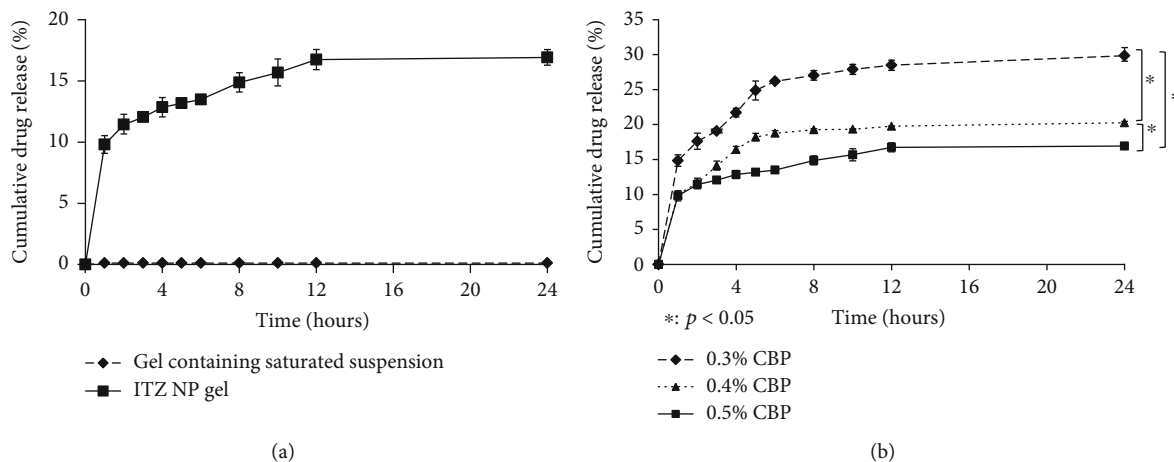 20
15
10
5
0
Cumulative drug release (%)
0 4 8 12 16 20 24
Time (hours)
Gel containing saturated suspension
ITZ NP gel
(a)
35
30
25
20
15
10
5
0
Cumulative drug release (%)
0 4 8 12 16 20 24
⁎: p < 0.05
Time (hours)
⁎
⁎
⁎
0.3% CBP
0.4% CBP
0.5% CBP
(b)